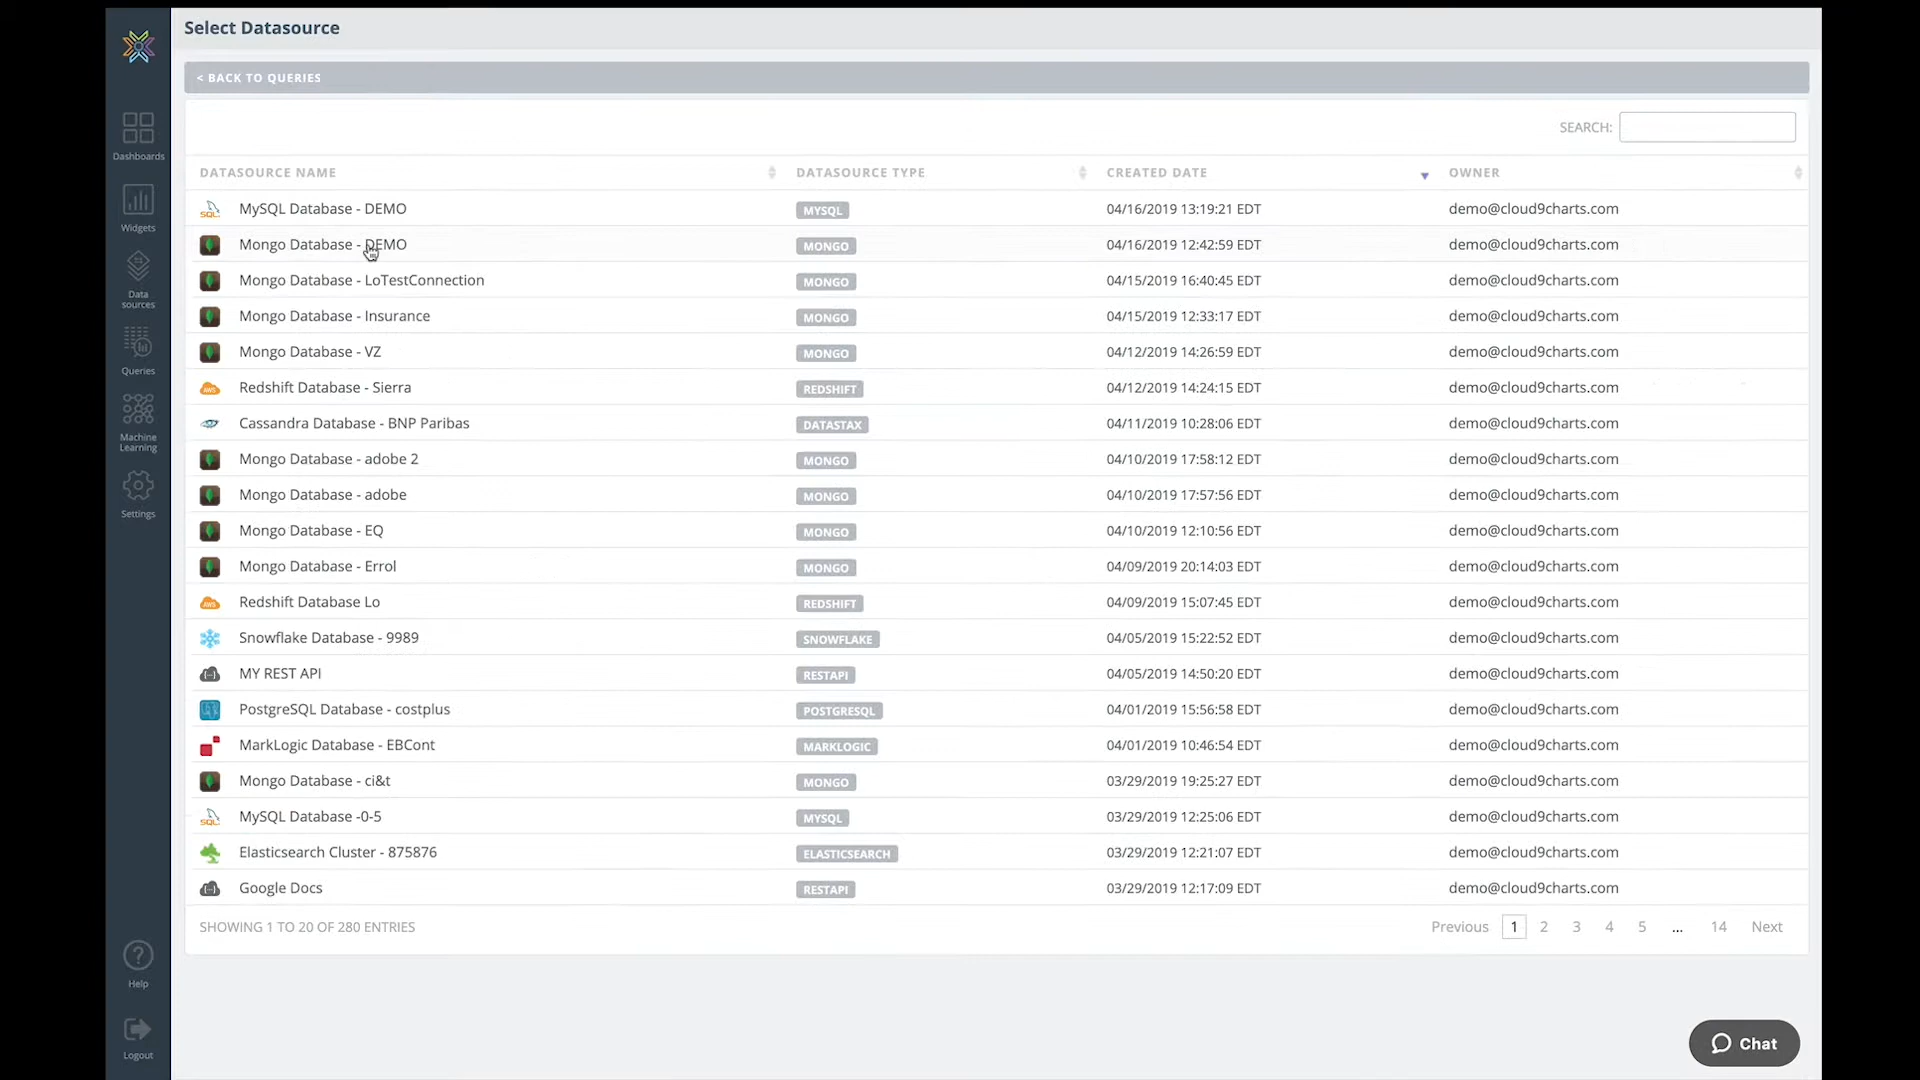 Select Datasource
< BACK TO QUERIES
SEARCH:
DATASOURCE NAME DATASOURCE TYPE CREATED DATE OWNER
MySQL Database - DEMO MYSQL 04/16/2019 13:19:21 EDT demo@cloud9charts.com
Mongo Database - DEMO MONGO 04/16/2019 12:42:59 EDT demo@cloud9charts.com
Mongo Database - LoTestConnection MONGO 04/15/2019 16:40:45 EDT demo@cloud9charts.com
Mongo Database - Insurance MONGO 04/15/2019 12:33:17 EDT demo@cloud9charts.com
Mongo Database - VZ MONGO 04/12/2019 14:26:59 EDT demo@cloud9charts.com
Redshift Database - Sierra REDSHIFT 04/12/2019 14:24:15 EDT demo@cloud9charts.com
Cassandra Database - BNP Paribas DATASTAX 04/11/2019 10:28:06 EDT demo@cloud9charts.com
Mongo Database - adobe 2 MONGO 04/10/2019 17:58:12 EDT demo@cloud9charts.com
Mongo Database - adobe MONGO 04/10/2019 17:57:56 EDT demo@cloud9charts.com
Mongo Database - EQ MONGO 04/10/2019 12:10:56 EDT demo@cloud9charts.com
Mongo Database - Errol MONGO 04/09/2019 20:14:03 EDT demo@cloud9charts.com
Redshift Database Lo REDSHIFT 04/09/2019 15:07:45 EDT demo@cloud9charts.com
Snowflake Database - 9989 SNOWFLAKE 04/05/2019 15:22:52 EDT demo@cloud9charts.com
MY REST API RESTAPI 04/05/2019 14:50:20 EDT demo@cloud9charts.com
PostgreSQL Database - costplus POSTGRESQL 04/01/2019 15:56:58 EDT demo@cloud9charts.com
MarkLogic Database - EBCont MARKLOGIC 04/01/2019 10:46:54 EDT demo@cloud9charts.com
Mongo Database - ci&t MONGO 03/29/2019 19:25:27 EDT demo@cloud9charts.com
MySQL Database -0-5 MYSQL 03/29/2019 12:25:06 EDT demo@cloud9charts.com
Elasticsearch Cluster - 875876 ELASTICSEARCH 03/29/2019 12:21:07 EDT demo@cloud9charts.com
Google Docs RESTAPI 03/29/2019 12:17:09 EDT demo@cloud9charts.com
SHOWING 1 TO 20 OF 280 ENTRIES Previous 1 2 3 4 5 ... 14 Next
Dashboards
Widgets
Data
sources
Queries
Machine
Learning
Settings
Help
Logout
Chat